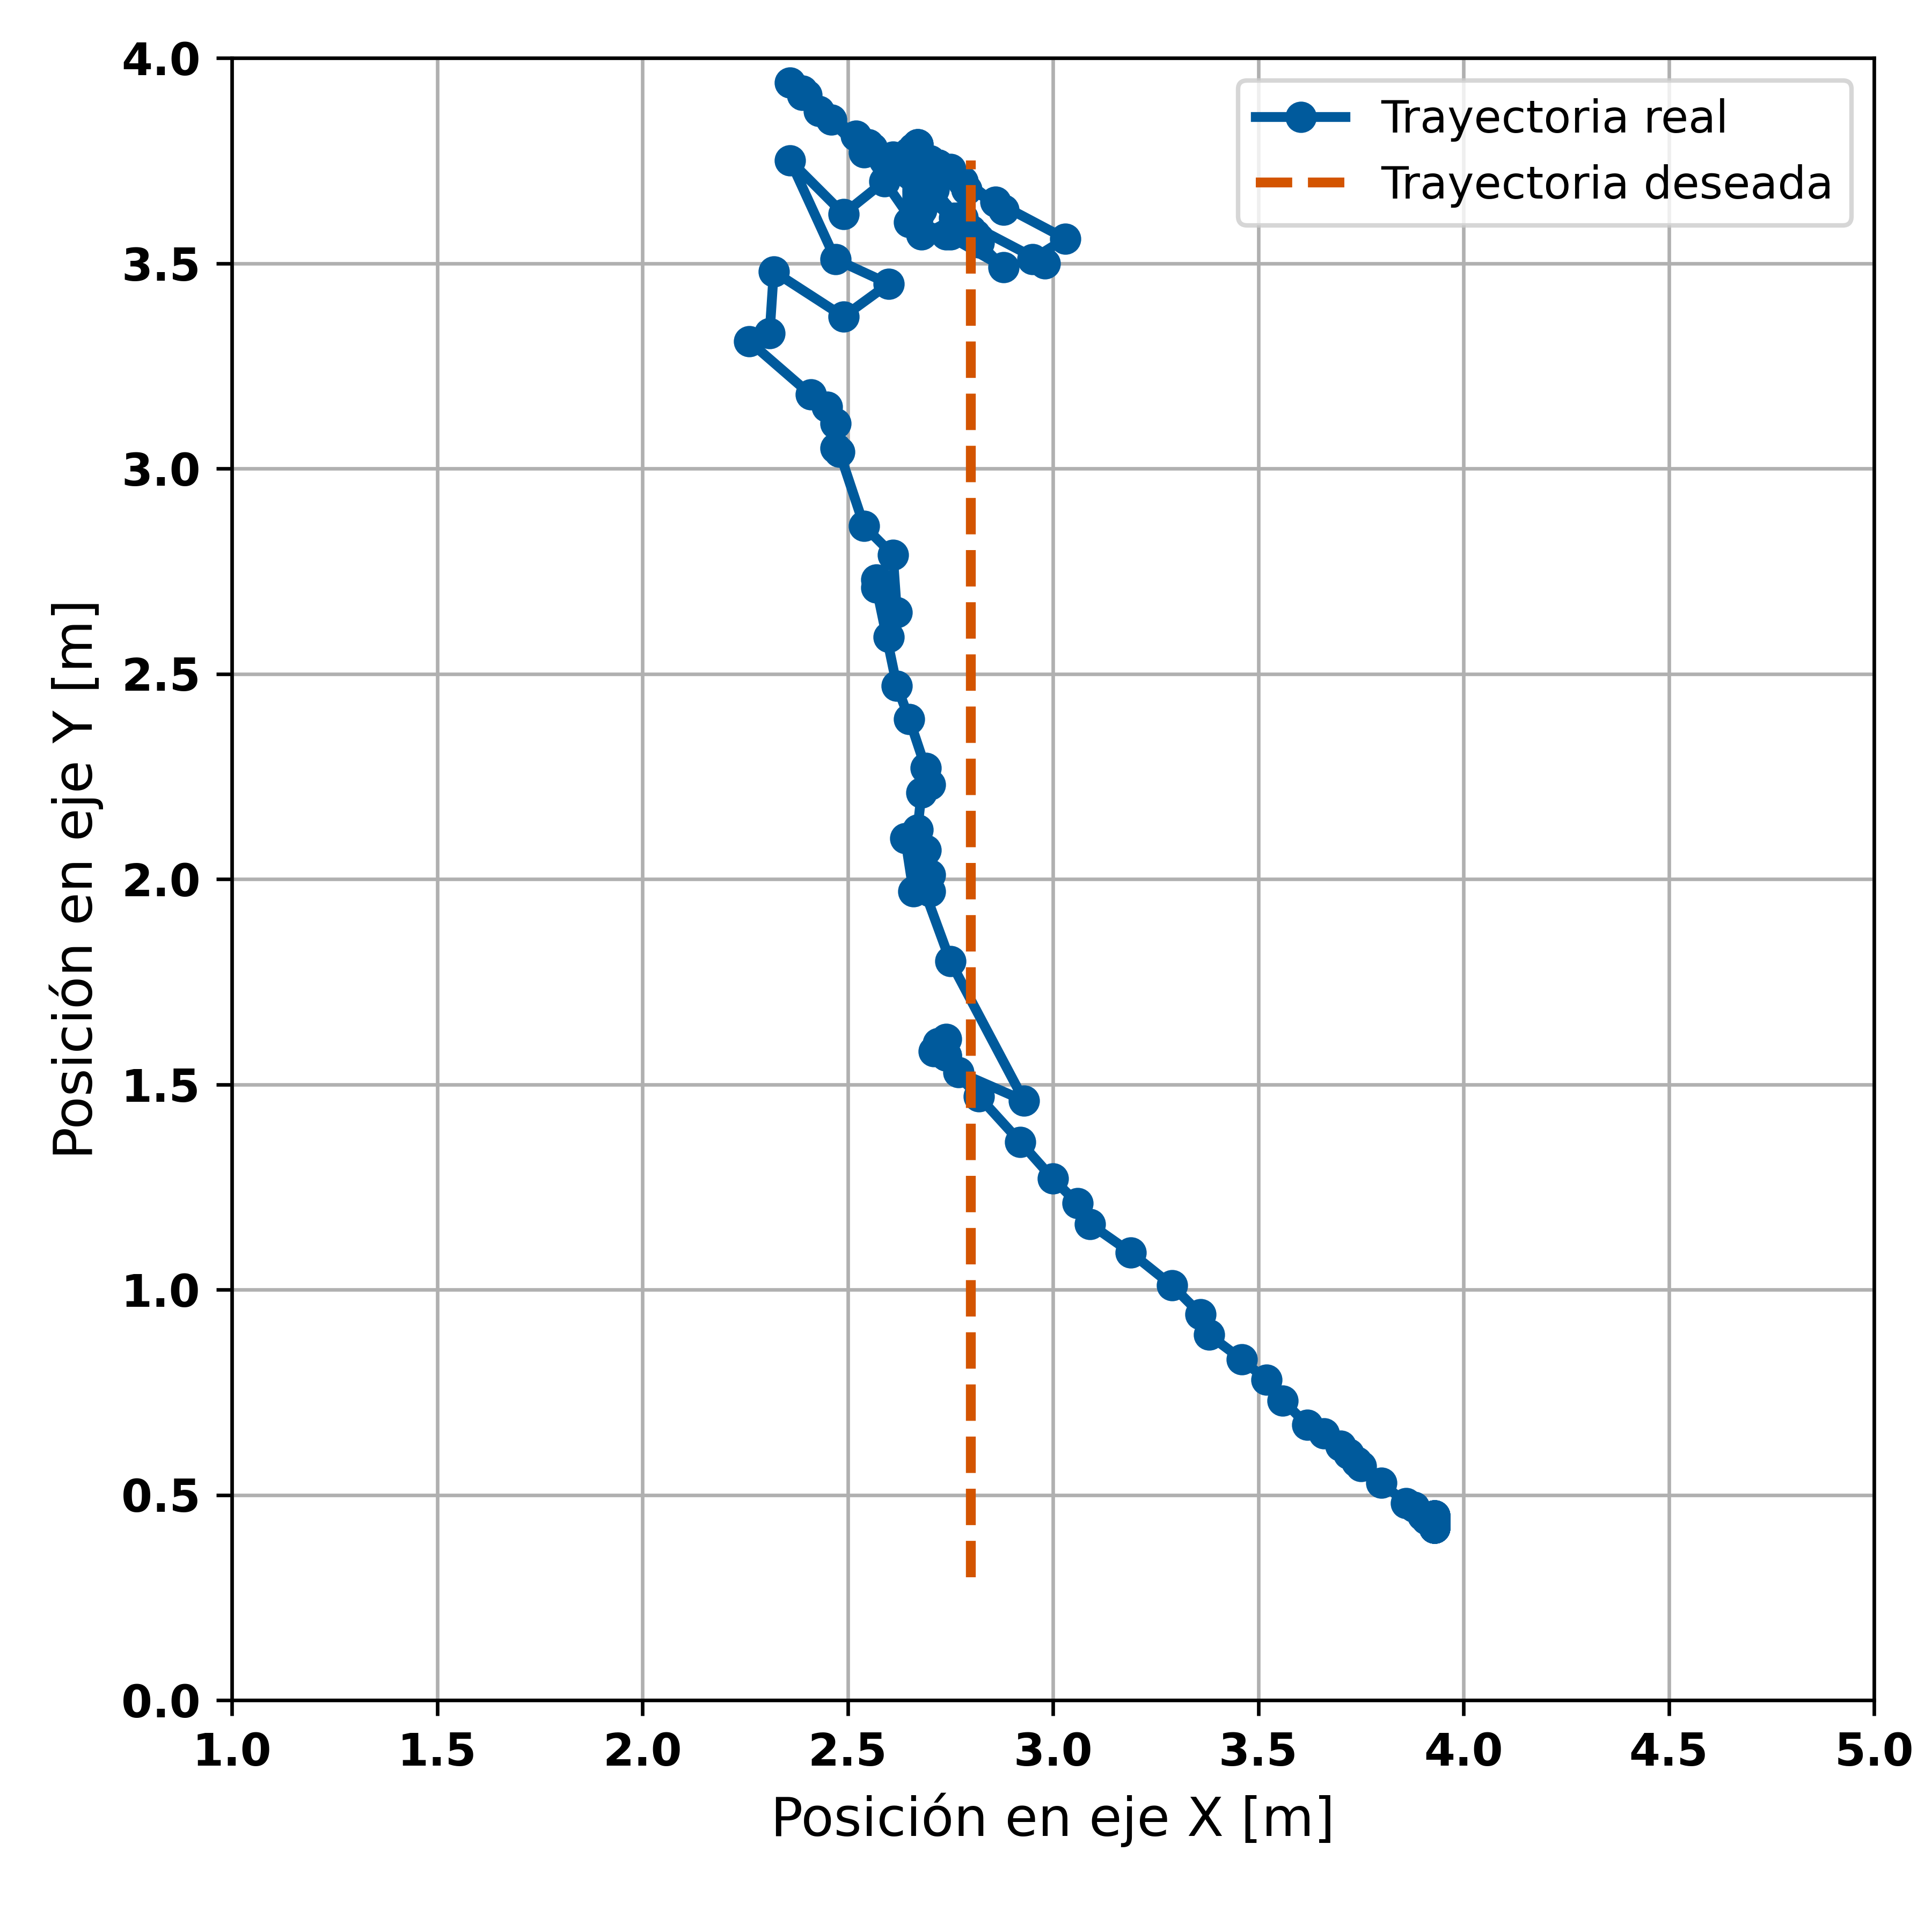 4.0
3.5
3.0
2.5
2.0
1.5
1.0
0.5
0.0
Posición en eje Y [m]
Trayectoria real
Trayectoria deseada
1.0 1.5 2.0 2.5 3.0 3.5 4.0 4.5 5.0
Posición en eje X [m]